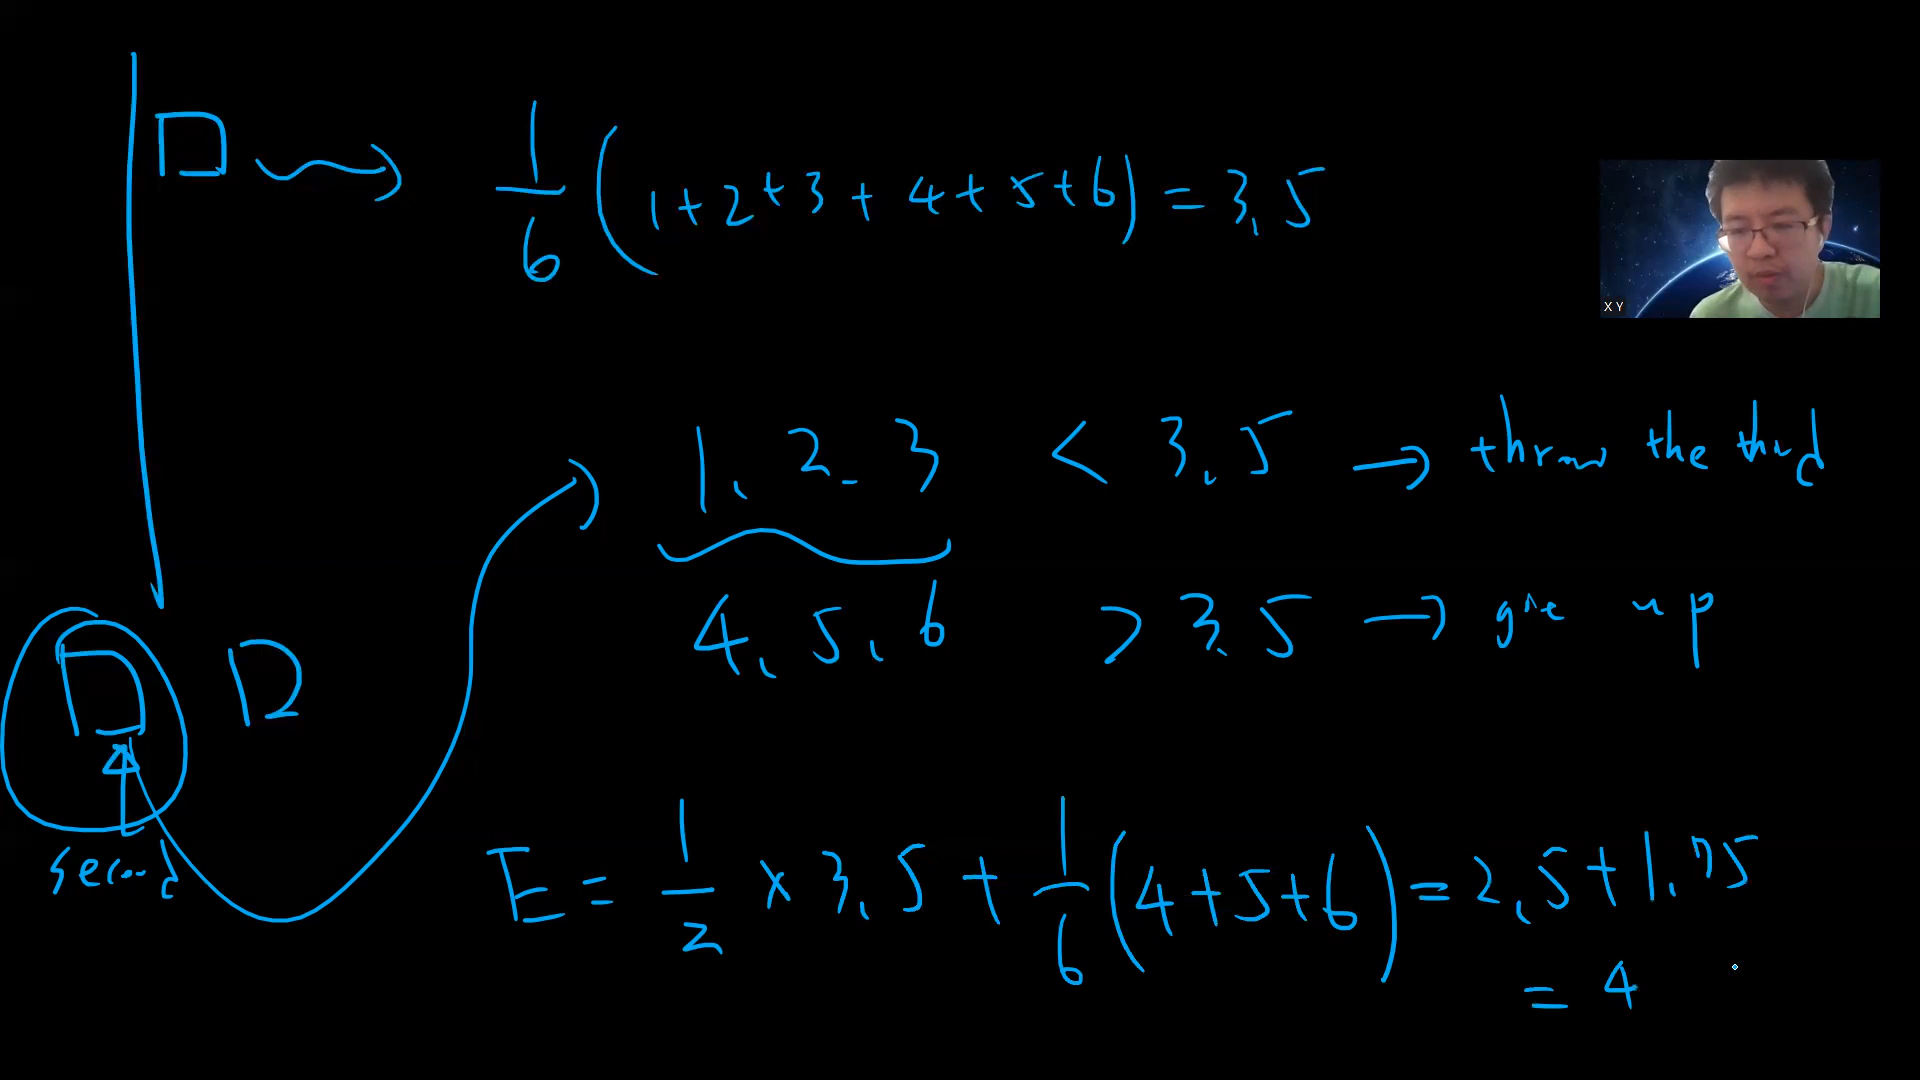 1/6 (1+2+3+4+5+6) = 3.5
X Y
1, 2, 3 < 3.5 → throw the third
4, 5, 6 > 3.5 → give up
second
E = 1/2 × 3.5 + 1/6 (4+5+6) = 2.5 + 1.75
= 4